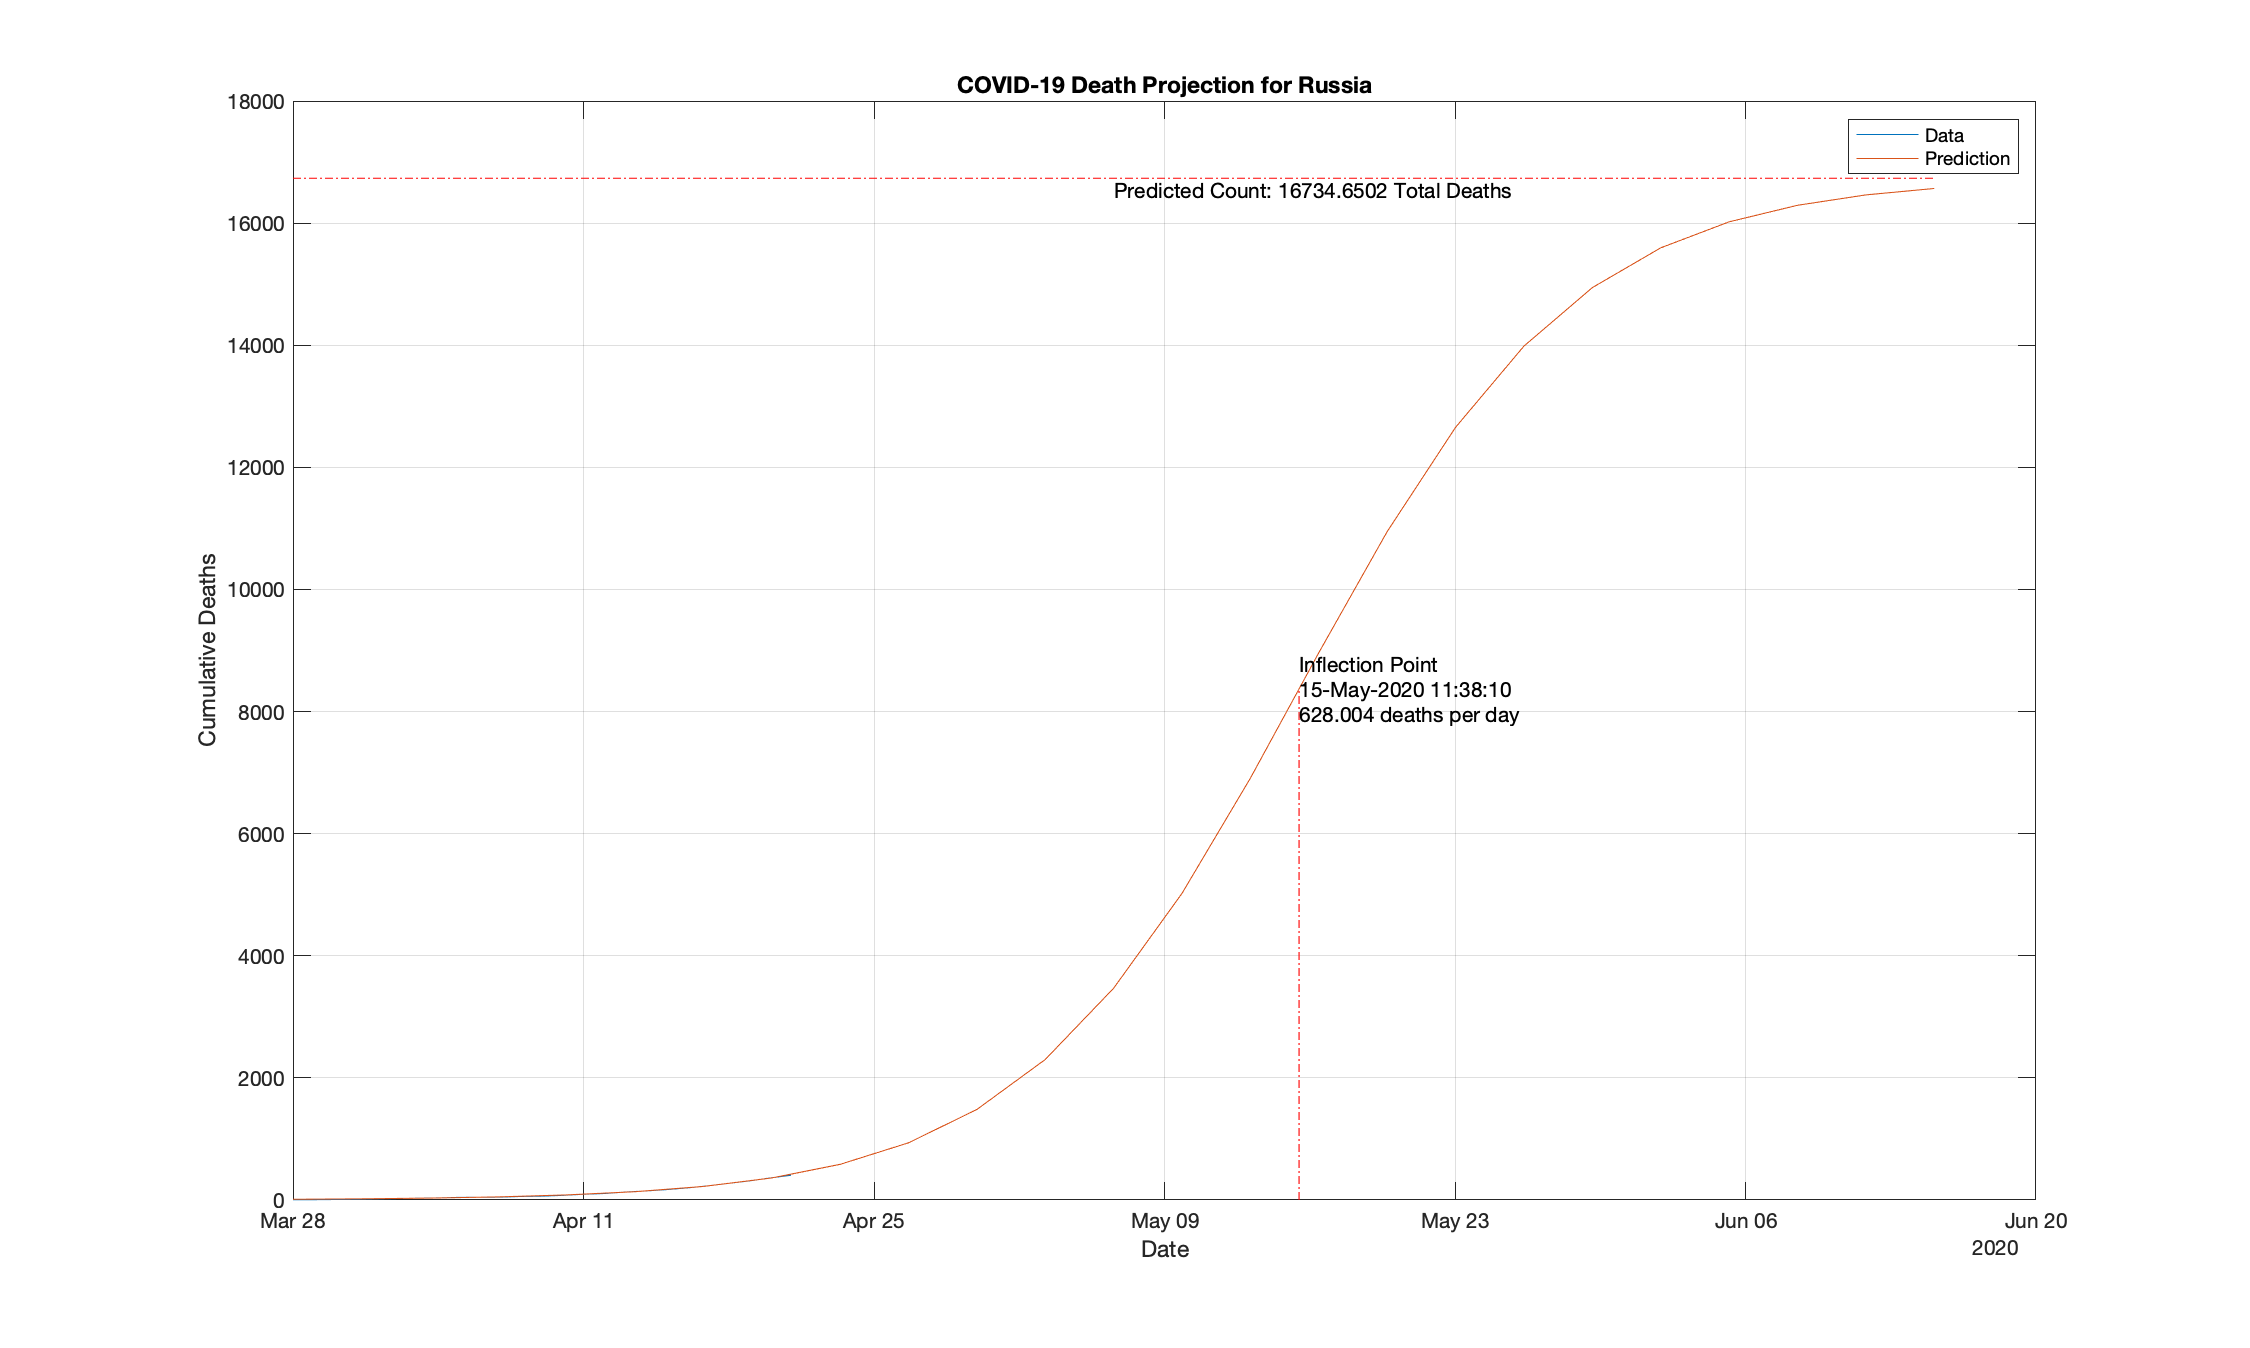 COVID-19 Death Projection for Russia
18000
16000
14000
12000
10000
8000
6000
4000
2000
0
Cumulative Deaths
Data
Prediction
Predicted Count: 16734.6502 Total Deaths
Inflection Point
15-May-2020 11:38:10
628.004 deaths per day
Mar 28 Apr 11 Apr 25 May 09 May 23 Jun 06 Jun 20
Date
2020